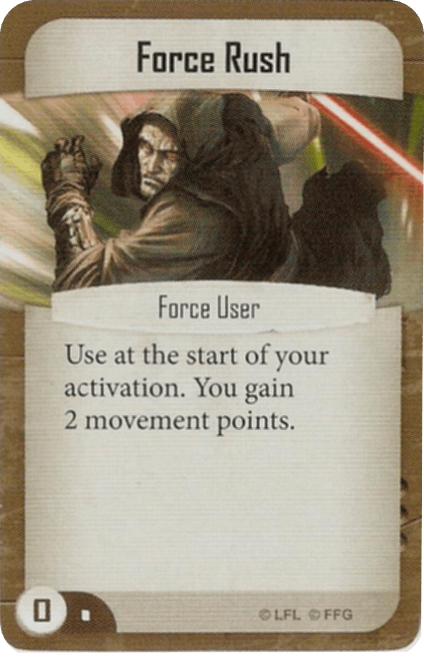 Force Rush
Force User
Use at the start of your
activation. You gain
2 movement points.
0
© LFL © FFG